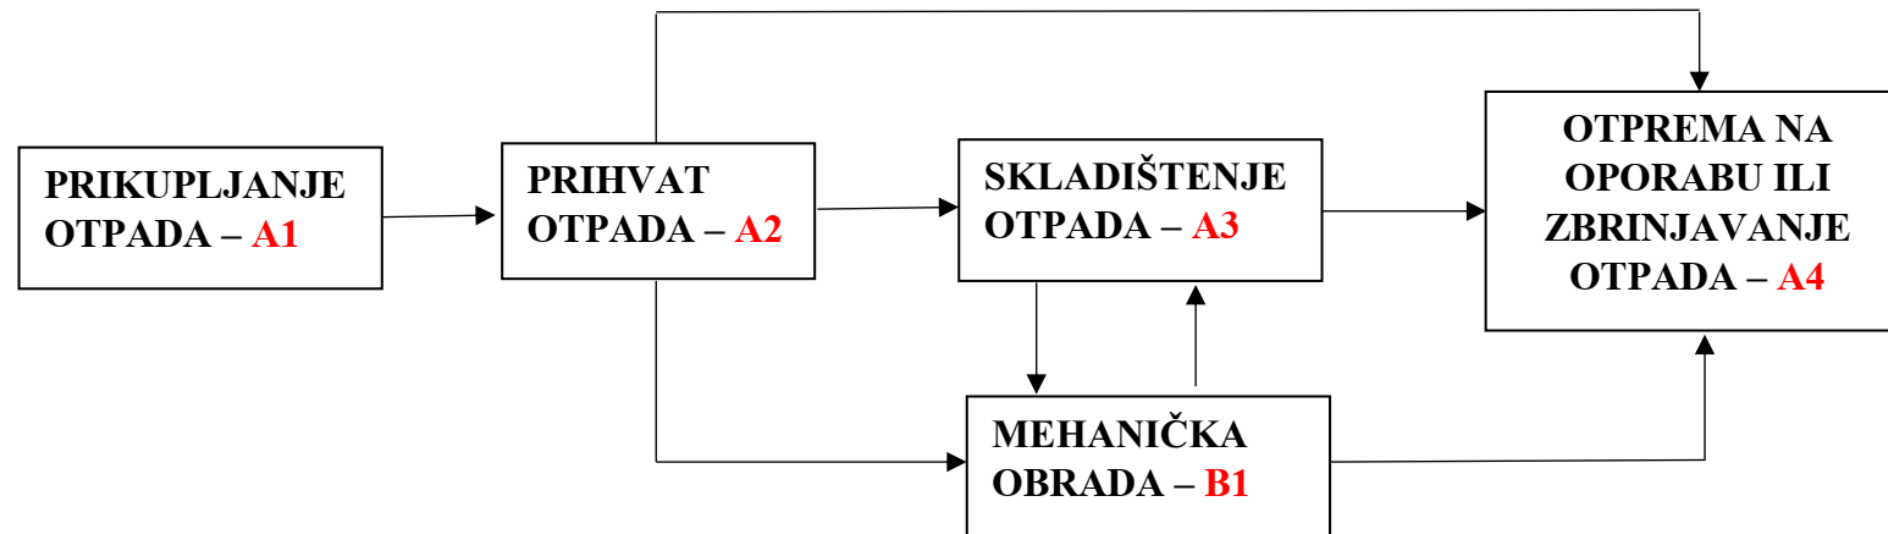 PRIKUPLJANJE
OTPADA – A1
PRIHVAT
OTPADA – A2
SKLADIŠTENJE
OTPADA – A3
OTPREMA NA
OPORABU ILI
ZBRINJAVANJE
OTPADA – A4
MEHANIČKA
OBRADA – B1